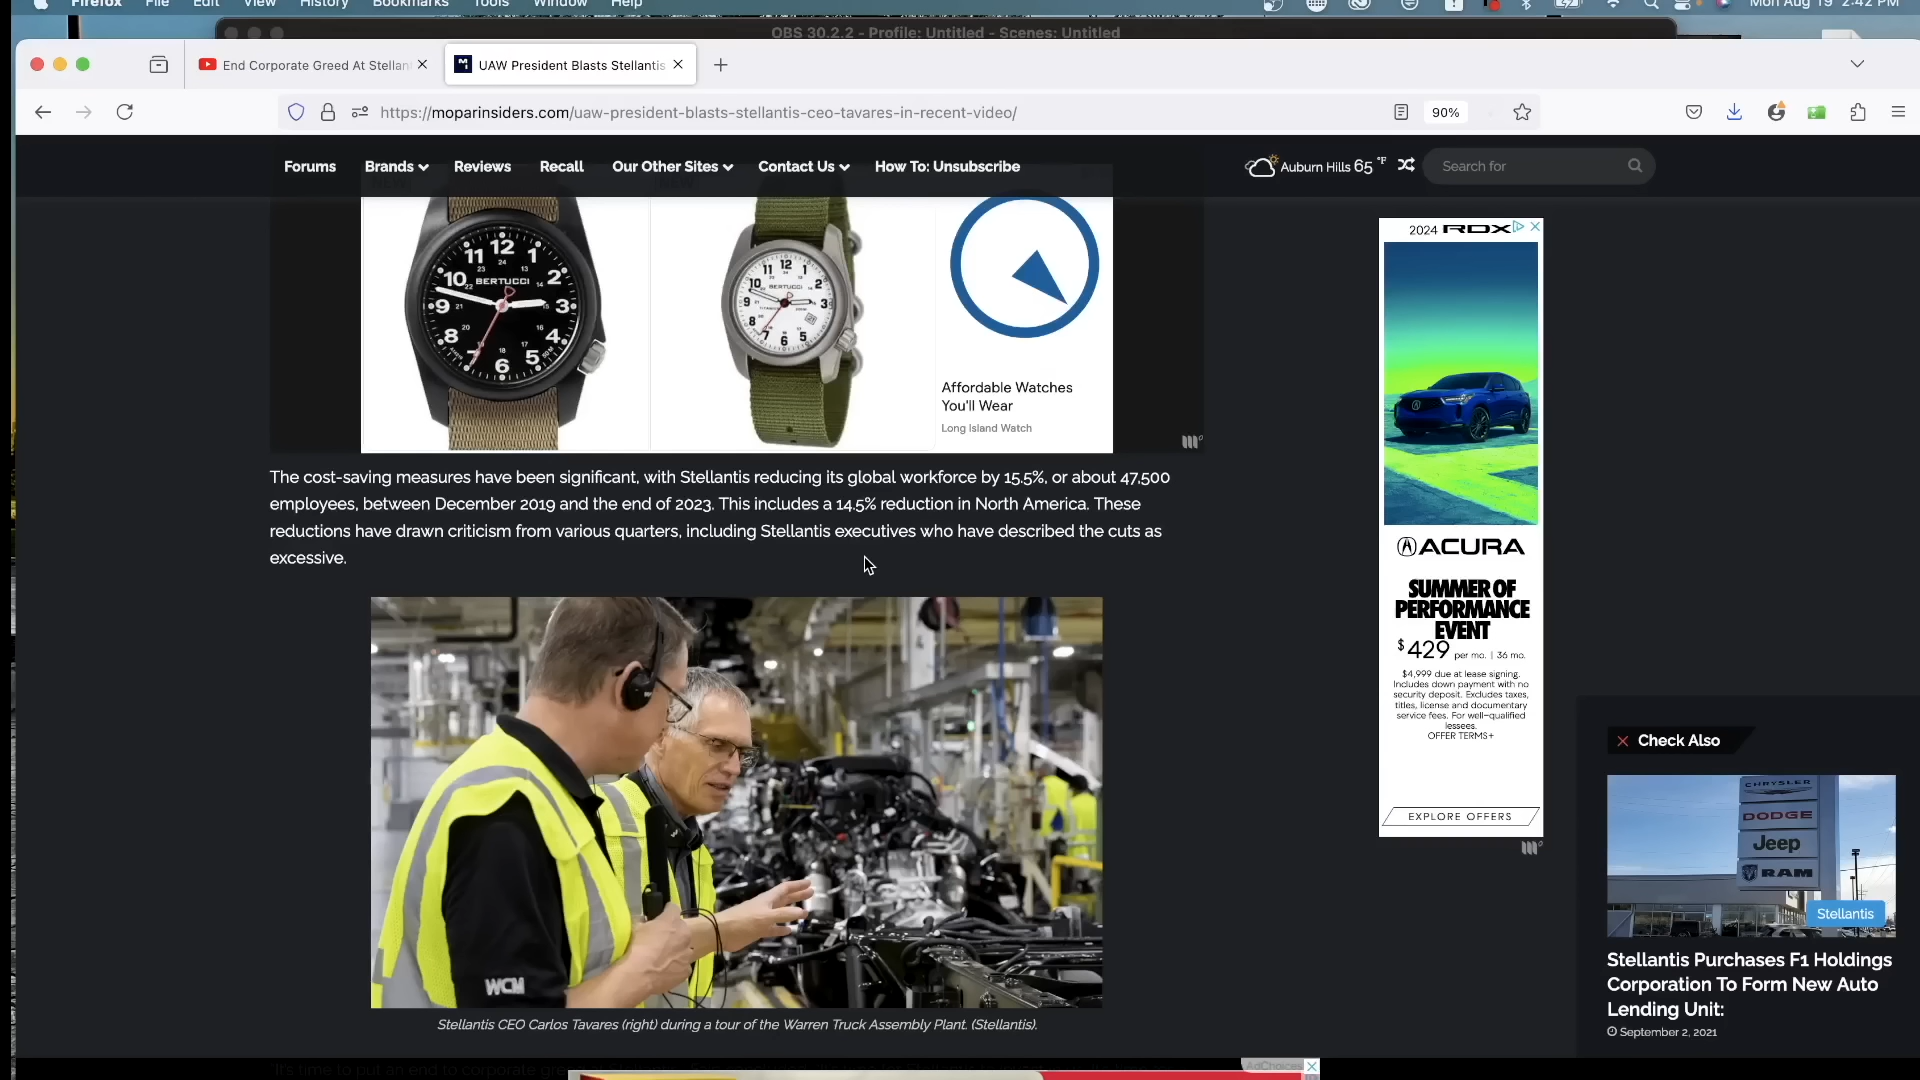 Firefox File Edit View History Bookmarks Tools Window Help
Mon Aug 19 2:42 PM
OBS 30.2.2 - Profile: Untitled - Scenes: Untitled
End Corporate Greed At Stellan
UAW President Blasts Stellantis
https://moparinsiders.com/uaw-president-blasts-stellantis-ceo-tavares-in-recent-video/
90%
Forums Brands Reviews Recall Our Other Sites Contact Us How To: Unsubscribe
Auburn Hills 65 °F
Search for
BERTUCCI
BERTUCCI
Affordable Watches
You'll Wear
Long Island Watch
The cost-saving measures have been significant, with Stellantis reducing its global workforce by 15.5%, or about 47,500
employees, between December 2019 and the end of 2023. This includes a 14.5% reduction in North America. These
reductions have drawn criticism from various quarters, including Stellantis executives who have described the cuts as
excessive.
WCM
Stellantis CEO Carlos Tavares (right) during a tour of the Warren Truck Assembly Plant. (Stellantis).
It's time to put an end to corporate
2024 RDX
ACURA
SUMMER OF
PERFORMANCE
EVENT
$429 per mo. | 36 mo.
$4,999 due at lease signing.
Includes down payment with no
security deposit. Excludes taxes,
titles, license and documentary
service fees. For well-qualified
lessees.
OFFER TERMS+
EXPLORE OFFERS
Check Also
CHRYSLER
DODGE
Jeep
RAM
Stellantis
Stellantis Purchases F1 Holdings
Corporation To Form New Auto
Lending Unit:
September 2, 2021
AdChoices